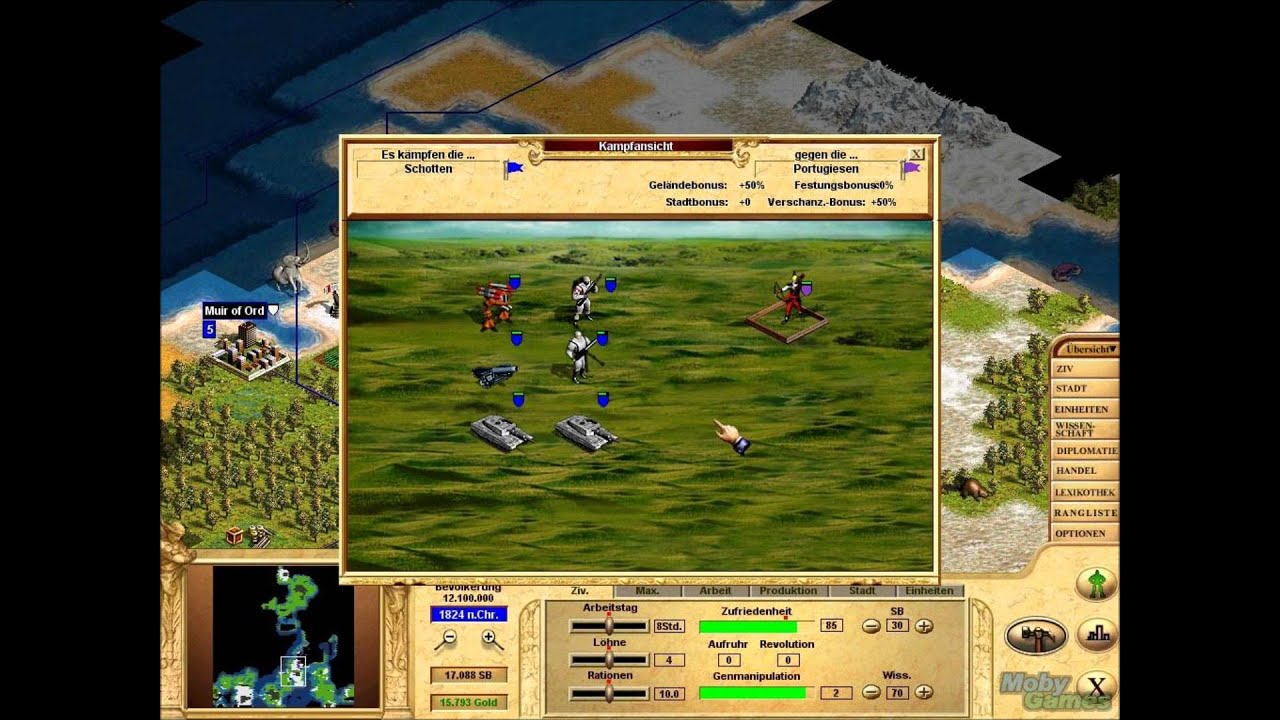 Kampfansicht
X
Es kämpfen die ...
Schotten
gegen die ...
Portugiesen
Geländebonus: +50% Festungsbonus: 0%
Stadtbonus: +0 Verschanz.-Bonus: +50%
Muir of Ord
5
Übersicht
ZIV
STADT
EINHEITEN
WISSEN-
SCHAFT
DIPLOMATIE
HANDEL
LEXIKOTHEK
RANGLISTE
OPTIONEN
Bevölkerung
12.100.000
1824 n.Chr.
17.088 SB
15.793 Gold
Ziv. Max. Arbeit Produktion Stadt Einheiten
Arbeitstag
8Std.
Löhne
4
Rationen
10.0
Zufriedenheit
85
Aufruhr Revolution
0 0
Genmanipulation
2
SB
30
Wiss.
70
X
Moby
Games